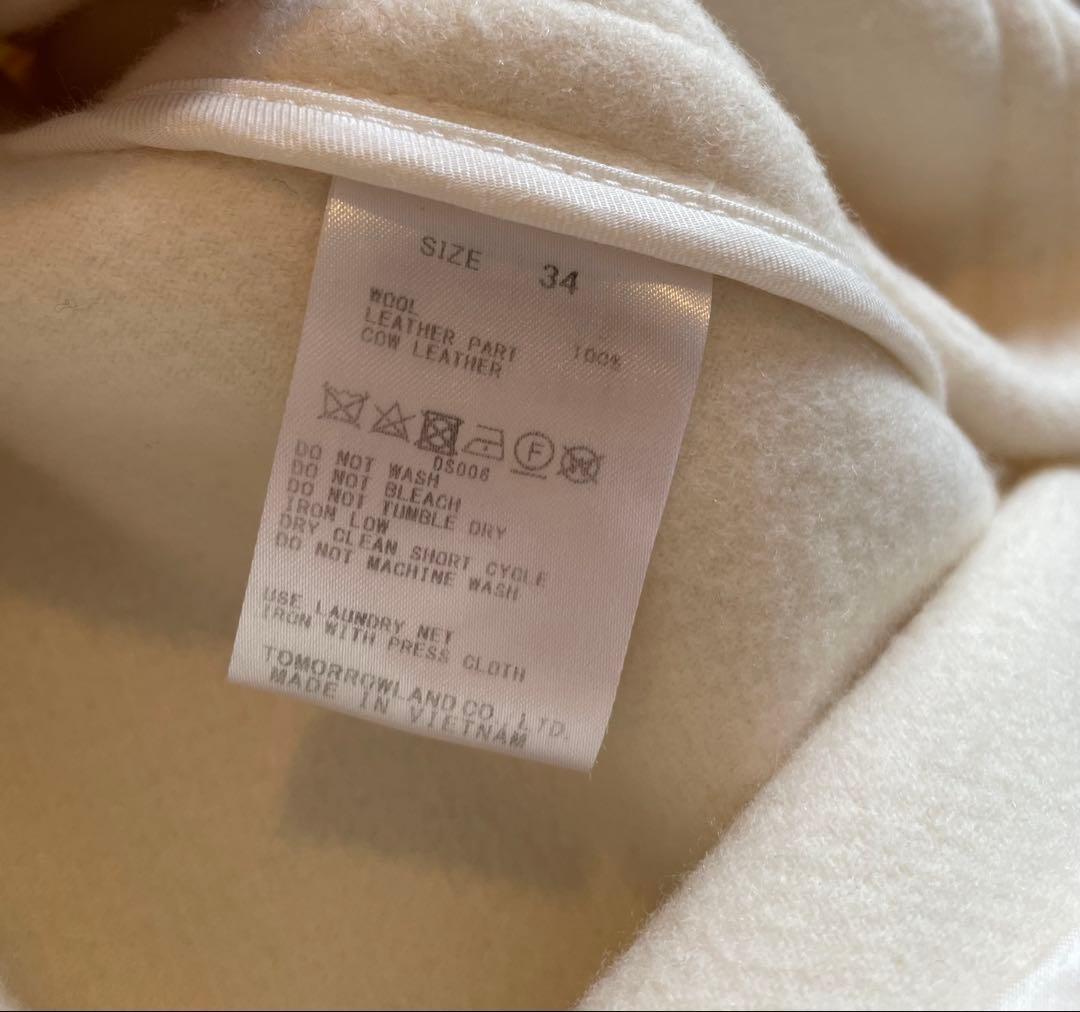 SIZE 34
WOOL 100%
LEATHER PART
COW LEATHER
F
W
DS006
DO NOT WASH
DO NOT BLEACH
DO NOT TUMBLE DRY
IRON LOW
DRY CLEAN SHORT CYCLE
DO NOT MACHINE WASH
USE LAUNDRY NET
IRON WITH PRESS CLOTH
TOMORROWLAND CO., LTD.
MADE IN VIETNAM